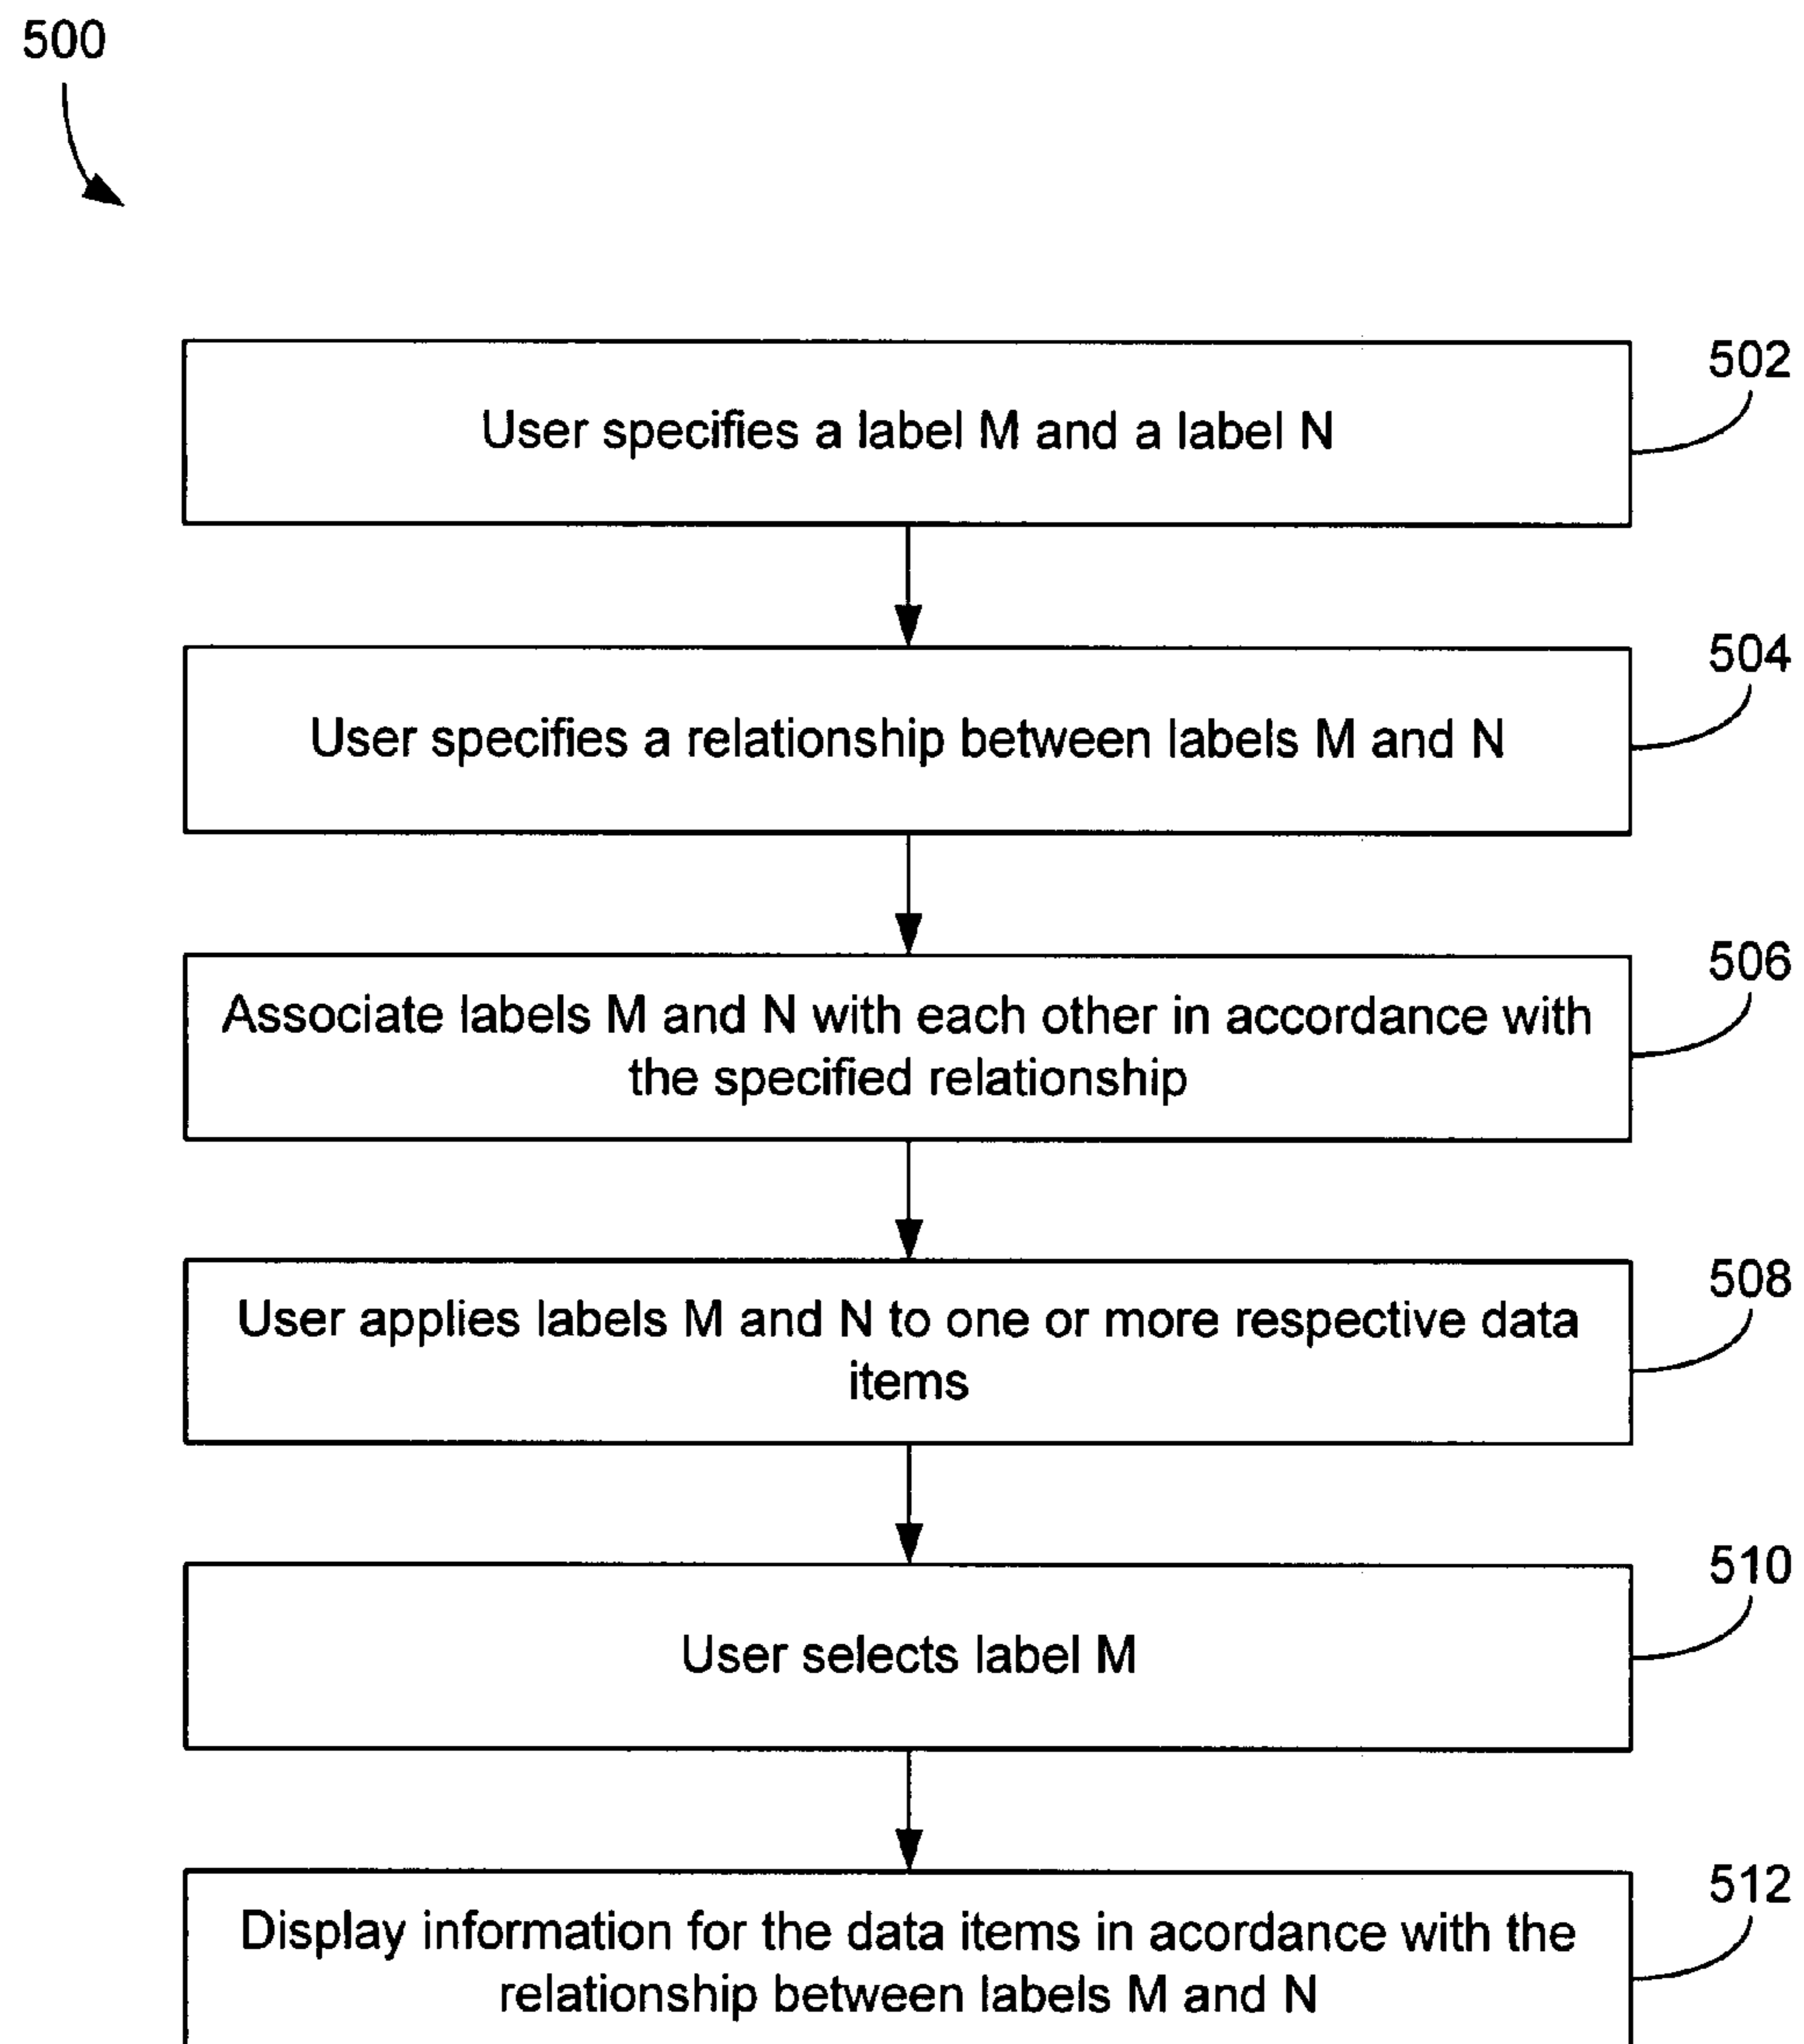 500
502
User specifies a label M and a label N
504
User specifies a relationship between labels M and N
506
Associate labels M and N with each other in accordance with
the specified relationship
508
User applies labels M and N to one or more respective data
items
510
User selects label M
512
Display information for the data items in acordance with the
relationship between labels M and N